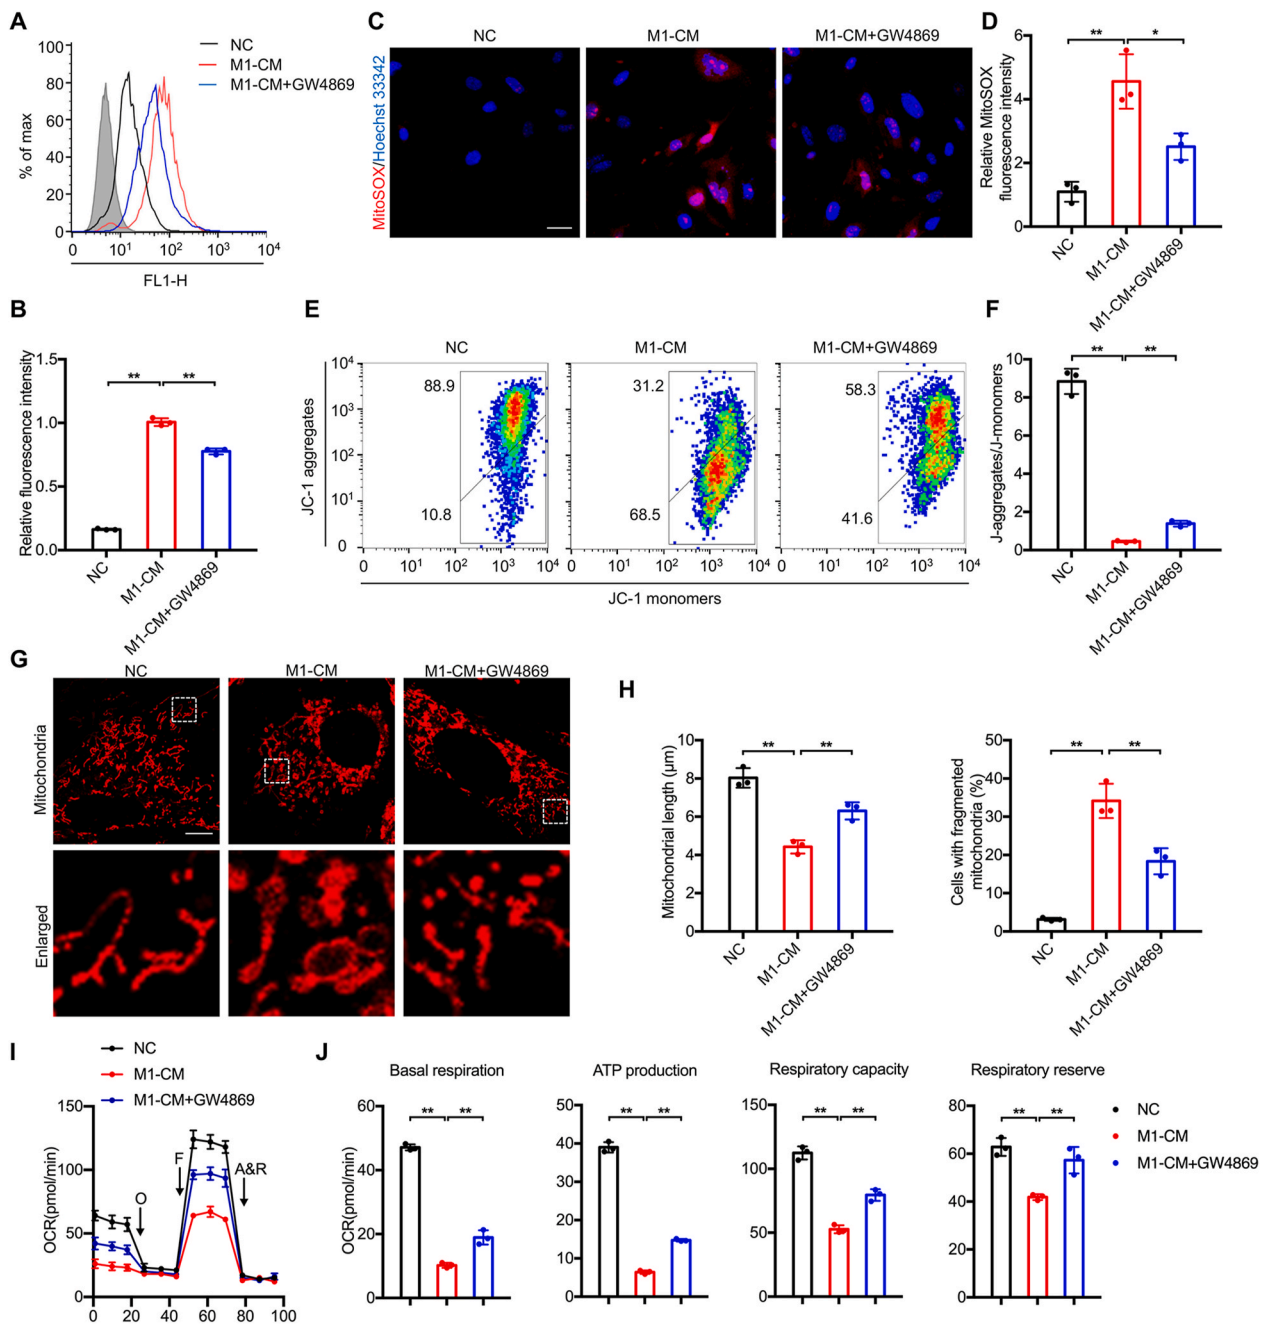 A
NC
M1-CM
M1-CM+GW4869
% of max
100
80
60
40
20
0
0 10¹ 10² 10³ 10⁴
FL1-H
B
Relative fluorescence intensity
1.5
1.0
0.5
0.0
** **
NC M1-CM M1-CM+GW4869
C
NC M1-CM M1-CM+GW4869
MitoSOX/Hoechst 33342
D
Relative MitoSOX
fluorescence intensity
6
4
2
0
** *
NC M1-CM M1-CM+GW4869
E
NC M1-CM M1-CM+GW4869
JC-1 aggregates
10⁴
10³
10²
10¹
0
88.9 31.2 58.3
10.8 68.5 41.6
0 10¹ 10² 10³ 10⁴ 0 10¹ 10² 10³ 10⁴ 0 10¹ 10² 10³ 10⁴
JC-1 monomers
F
J-aggregates/J-monomers
10
8
6
4
2
0
** **
NC M1-CM M1-CM+GW4869
G
NC M1-CM M1-CM+GW4869
Mitochondria
Enlarged
H
Mitochondrial length (μm)
10
8
6
4
2
0
** **
NC M1-CM M1-CM+GW4869
Cells with fragmented
mitochondria (%)
50
40
30
20
10
0
** **
NC M1-CM M1-CM+GW4869
I
NC
M1-CM
M1-CM+GW4869
OCR(pmol/min)
150
100
50
0
O F A&R
0 20 40 60 80 100
J
Basal respiration
OCR(pmol/min)
60
40
20
0
** **
ATP production
50
40
30
20
10
0
** **
Respiratory capacity
150
100
50
0
** **
Respiratory reserve
80
60
40
20
0
** **
NC
M1-CM
M1-CM+GW4869